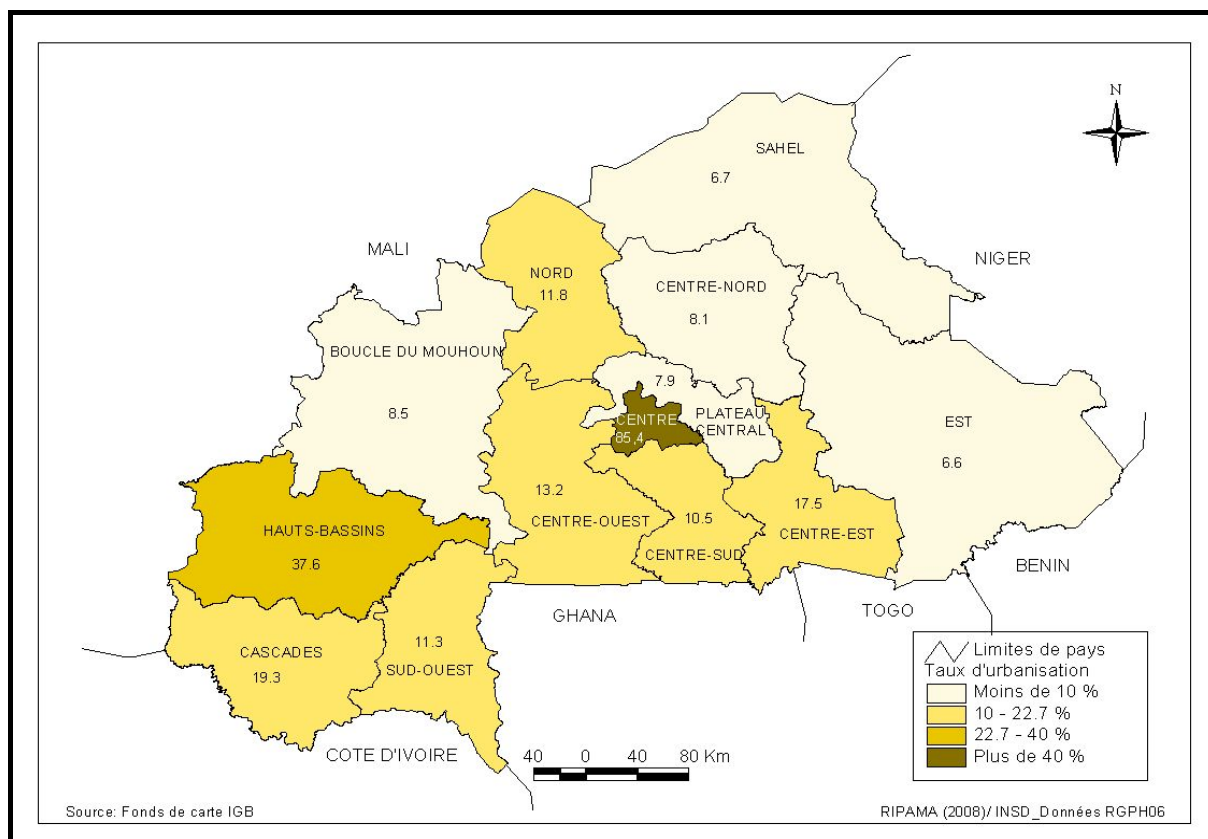 N
SAHEL
6.7
MALI
NORD
11.8
NIGER
CENTRE-NORD
8.1
BOUCLE DU MOUHOUN
8.5
7.9
PLATEAU
CENTRAL
CENTRE
85,4
EST
6.6
13.2
CENTRE-OUEST
10.5
CENTRE-SUD
17.5
CENTRE-EST
HAUTS-BASSINS
37.6
BENIN
GHANA
TOGO
CASCADES
19.3
11.3
SUD-OUEST
COTE D'IVOIRE
40 0 40 80 Km
Limites de pays
Taux d'urbanisation
Moins de 10 %
10 - 22.7 %
22.7 - 40 %
Plus de 40 %
Source: Fonds de carte IGB
RIPAMA (2008)/ INSD_Données RGPH06